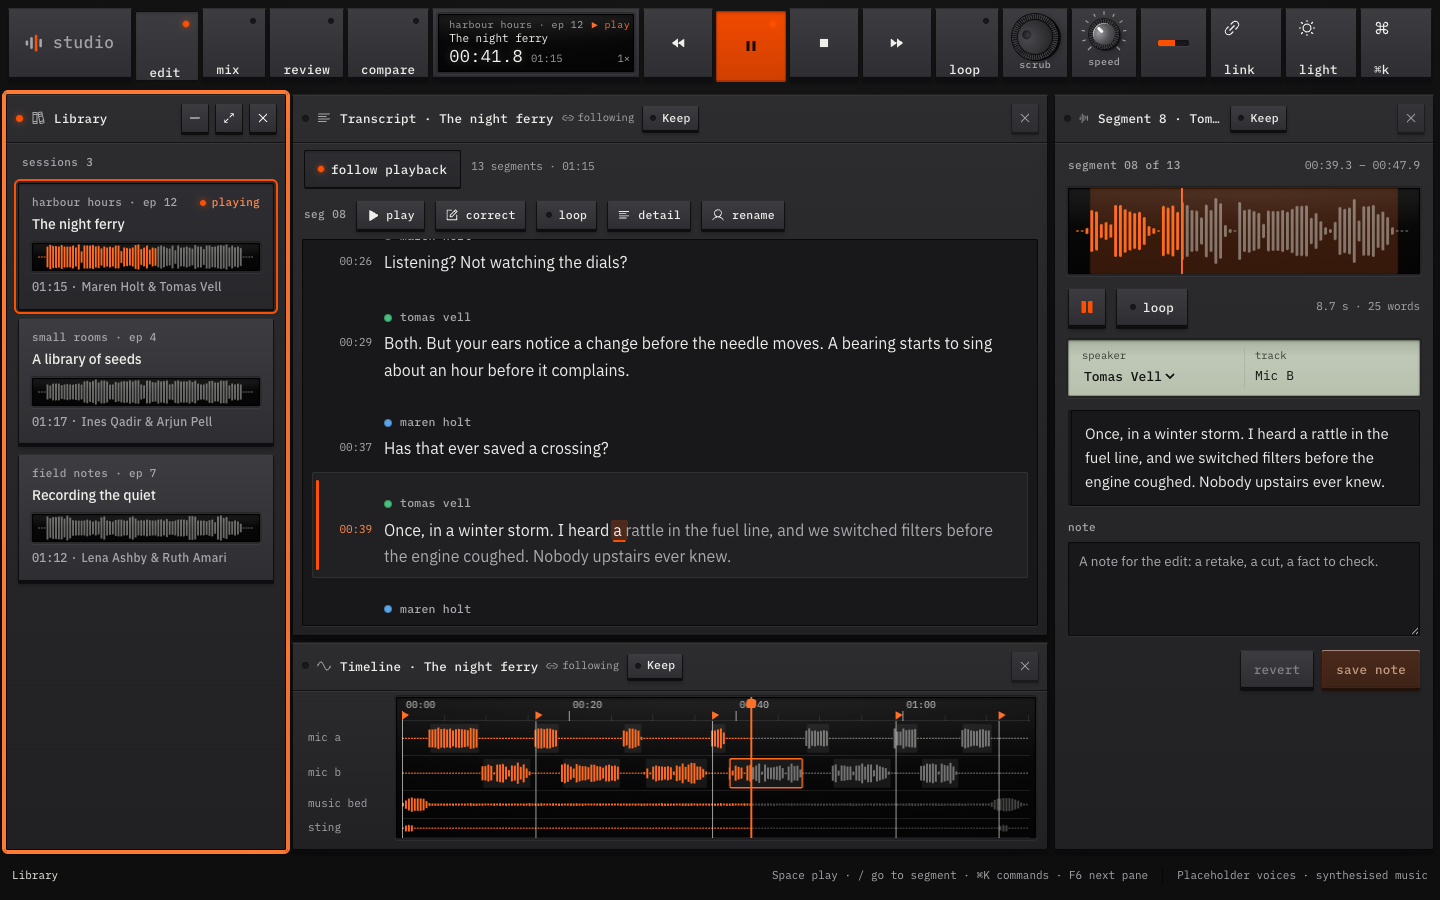 studio
edit
mix
review
compare
harbour hours · ep 12 ▶ play
The night ferry
00:41.8 01:15 1×
loop
scrub
speed
link
light
⌘
⌘k
Library
sessions 3
harbour hours · ep 12 playing
The night ferry
01:15 · Maren Holt & Tomas Vell
small rooms · ep 4
A library of seeds
01:17 · Ines Qadir & Arjun Pell
field notes · ep 7
Recording the quiet
01:12 · Lena Ashby & Ruth Amari
Transcript · The night ferry following Keep
follow playback 13 segments · 01:15
seg 08 play correct loop detail rename
maren holt
00:26 Listening? Not watching the dials?
tomas vell
00:29 Both. But your ears notice a change before the needle moves. A bearing starts to sing
about an hour before it complains.
maren holt
00:37 Has that ever saved a crossing?
tomas vell
00:39 Once, in a winter storm. I heard a rattle in the fuel line, and we switched filters before
the engine coughed. Nobody upstairs ever knew.
maren holt
Timeline · The night ferry following Keep
00:00 00:20 00:40 01:00
mic a
mic b
music bed
sting
Segment 8 · Tom… Keep
segment 08 of 13 00:39.3 – 00:47.9
loop 8.7 s · 25 words
speaker track
Tomas Vell Mic B
Once, in a winter storm. I heard a rattle in the
fuel line, and we switched filters before the
engine coughed. Nobody upstairs ever knew.
note
A note for the edit: a retake, a cut, a fact to check.
revert save note
Library
Space play · / go to segment · ⌘K commands · F6 next pane Placeholder voices · synthesised music